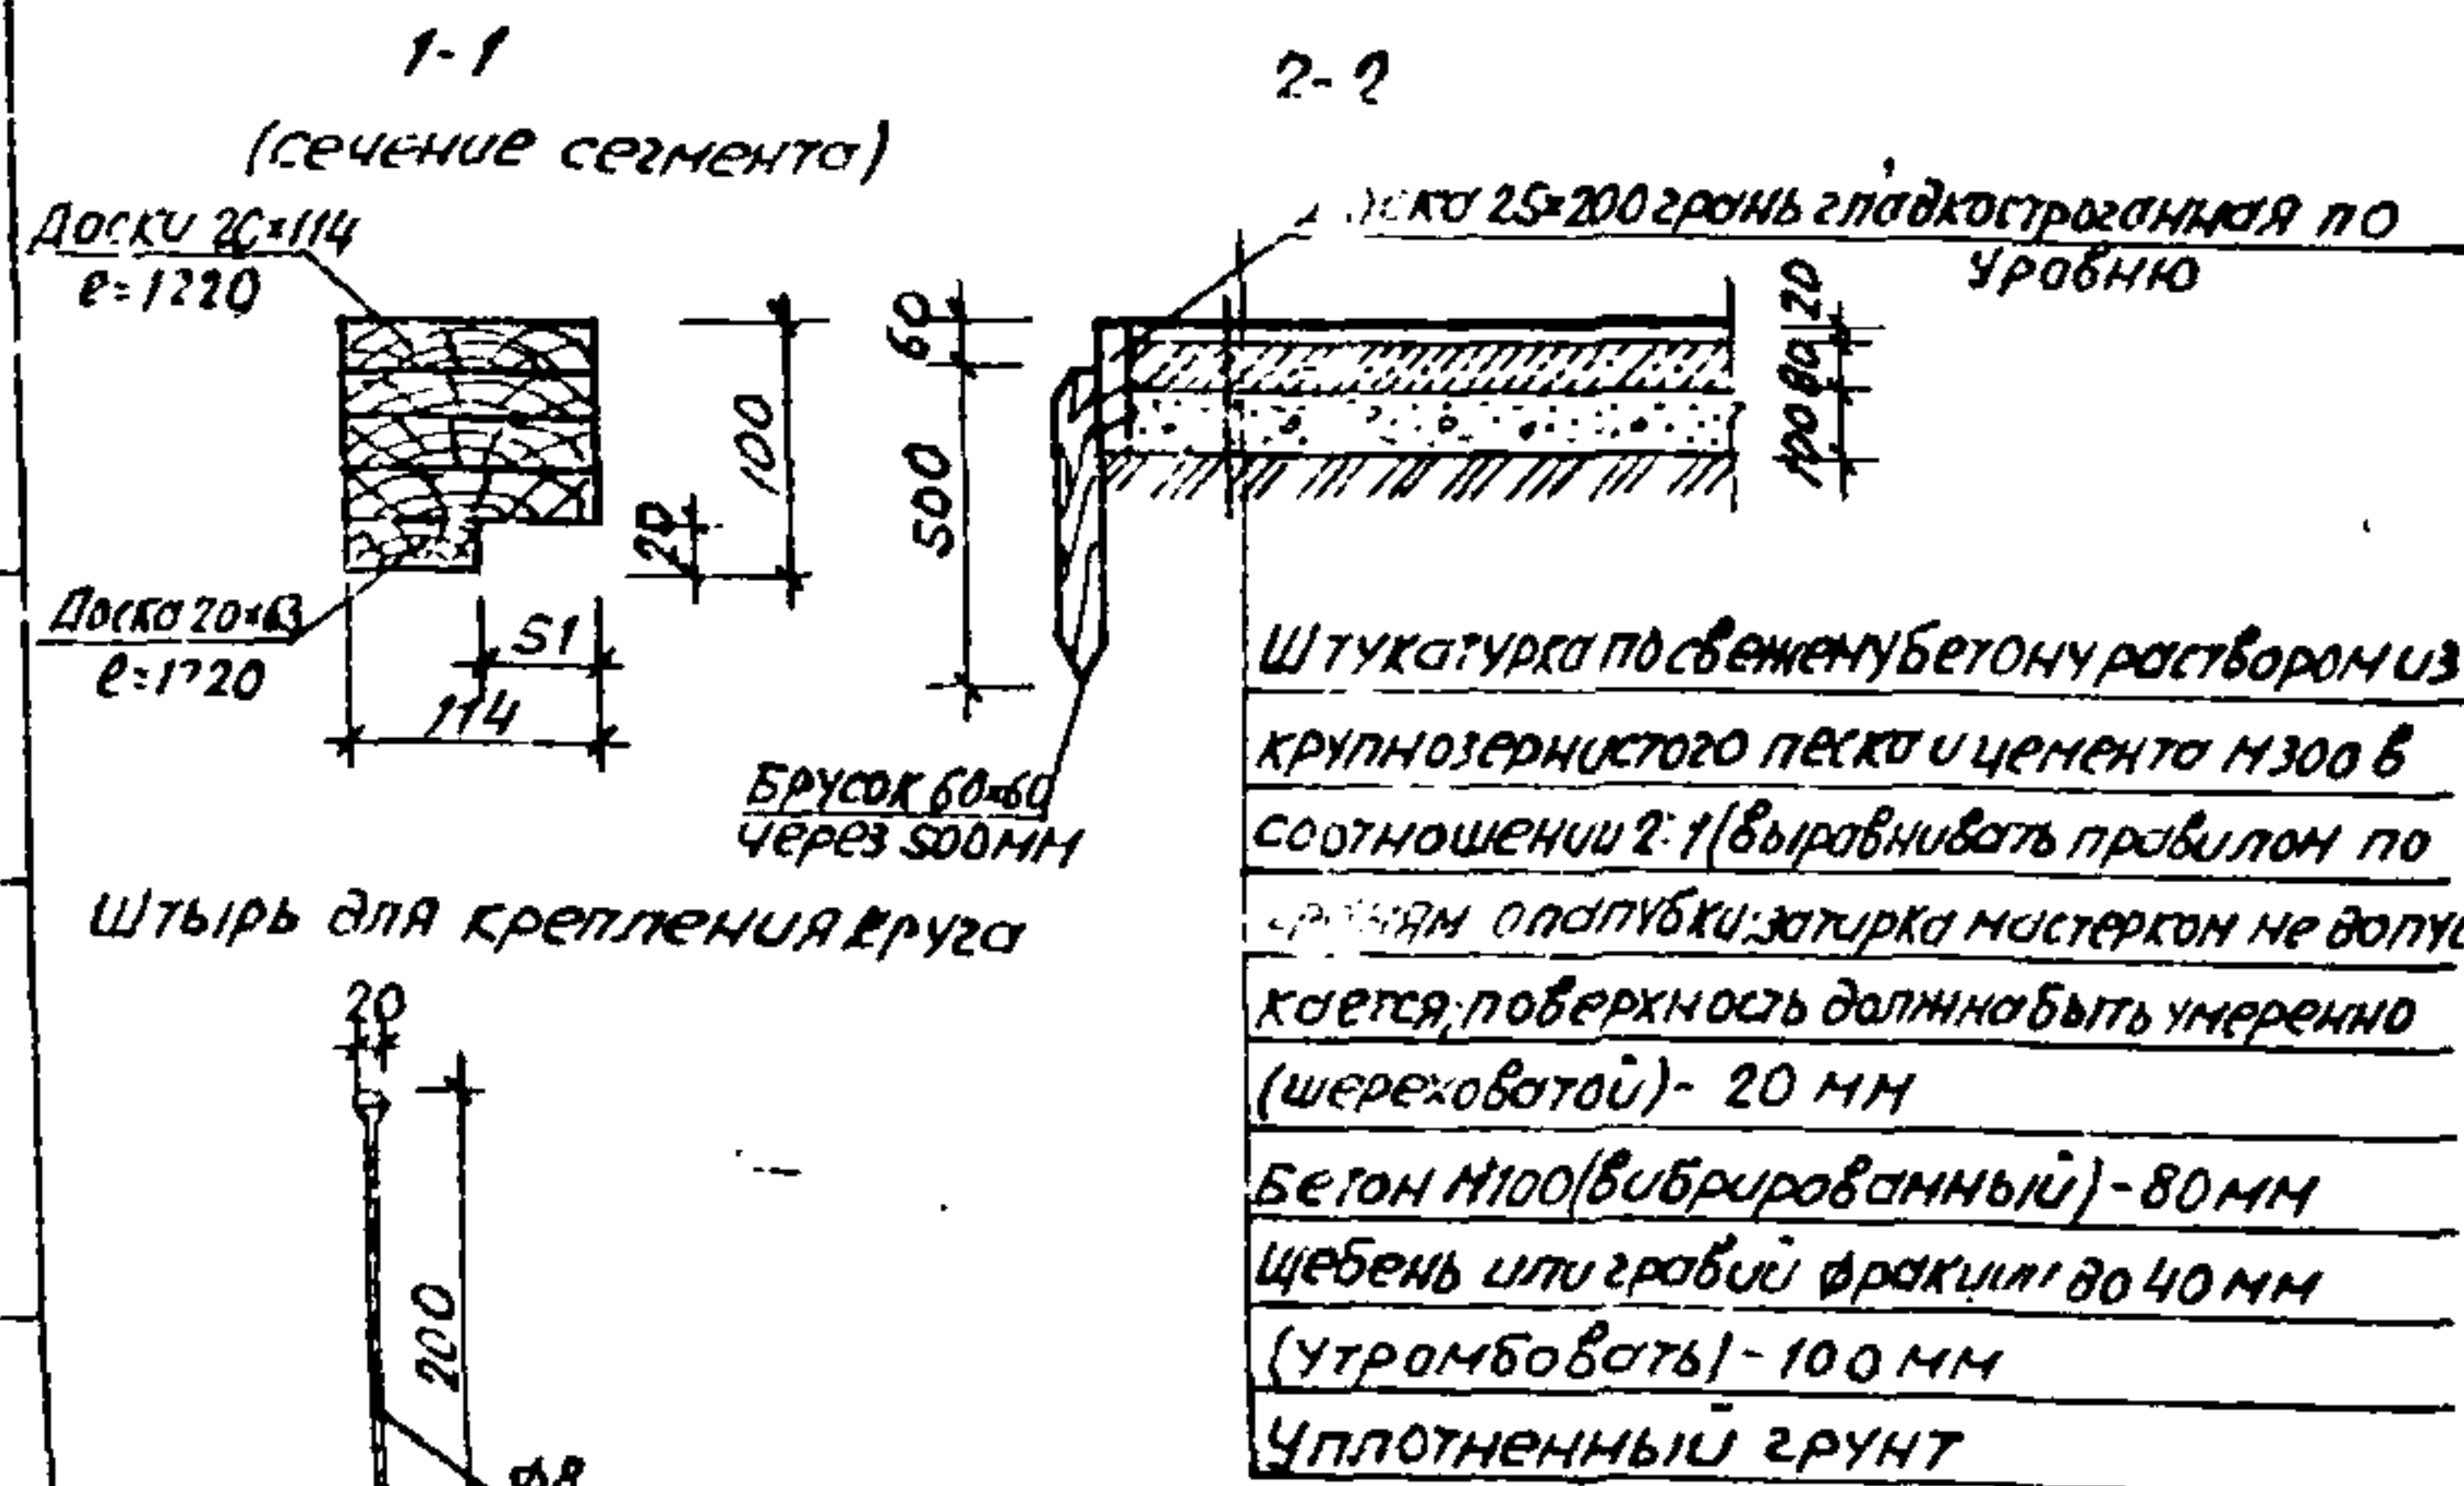 1-1
(сечение сегмента)
Доски 20×114
ℓ=1220
100
20
51
114
Доска 20×63
ℓ=1220
2-2
25×200 грань гладкостроганная по
уровню
60
500
20
80
100
Брусок 60×60
через 500мм
Штукатурка по свежему бетону раствором из
крупнозернистого песка и цемента М300 в
соотношении 2:1 (выравнивать правилом по
опалубки; затирка мастерком не допус
кается; поверхность должна быть умеренно
(шереховатой)- 20 мм
Бетон М100 (вибрированный) - 80 мм
Щебень или гравий фракции до 40 мм
(утрамбовать) - 100 мм
Уплотненный грунт
Штырь для крепления круга
20
200
ф8